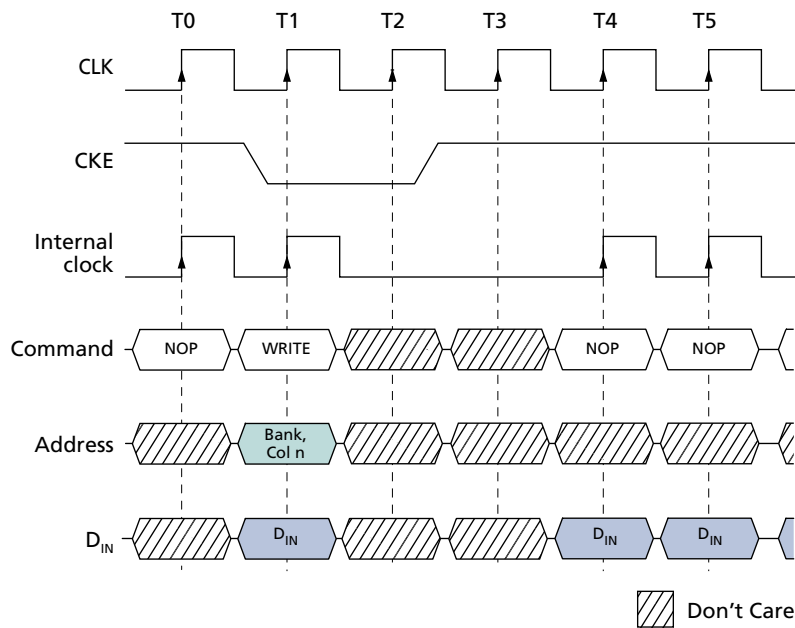 T0 T1 T2 T3 T4 T5
CLK
CKE
Internal
clock
Command NOP WRITE NOP NOP
Address Bank,
Col n
DIN DIN DIN DIN
Don't Care